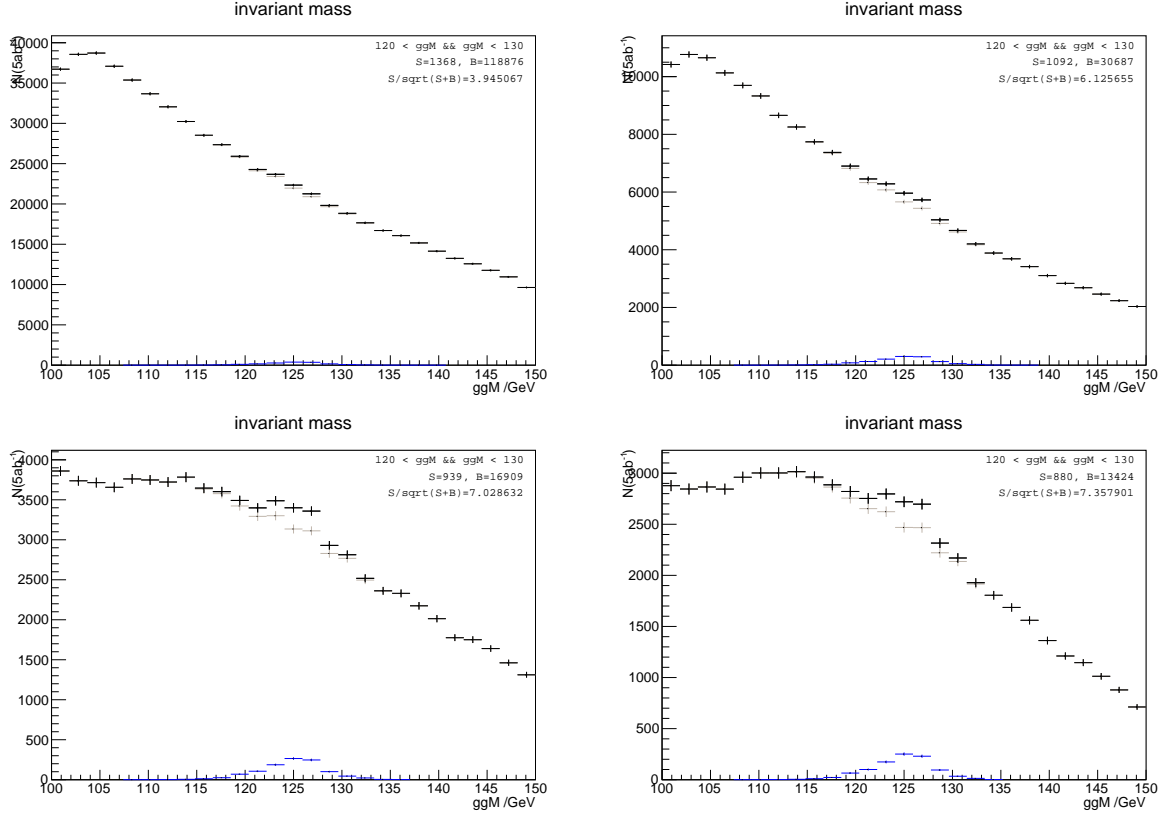 invariant mass
N(5ab⁻¹)
120 < ggM && ggM < 130
S=1368, B=118876
S/sqrt(S+B)=3.945067
40000
35000
30000
25000
20000
15000
10000
5000
0
100 105 110 115 120 125 130 135 140 145 150
ggM /GeV
invariant mass
N(5ab⁻¹)
120 < ggM && ggM < 130
S=1092, B=30687
S/sqrt(S+B)=6.125655
10000
8000
6000
4000
2000
0
100 105 110 115 120 125 130 135 140 145 150
ggM /GeV
invariant mass
N(5ab⁻¹)
120 < ggM && ggM < 130
S=939, B=16909
S/sqrt(S+B)=7.028632
4000
3500
3000
2500
2000
1500
1000
500
0
100 105 110 115 120 125 130 135 140 145 150
ggM /GeV
invariant mass
N(5ab⁻¹)
120 < ggM && ggM < 130
S=880, B=13424
S/sqrt(S+B)=7.357901
3000
2500
2000
1500
1000
500
0
100 105 110 115 120 125 130 135 140 145 150
ggM /GeV